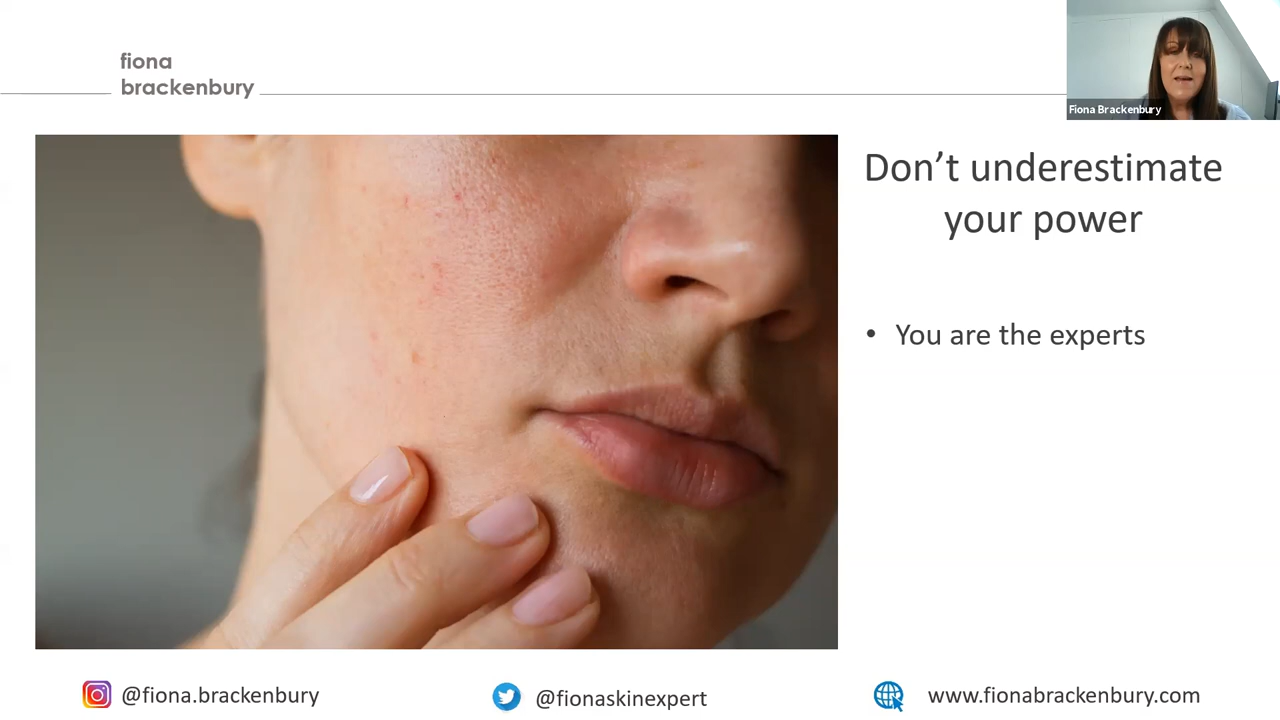 fiona
brackenbury
Fiona Brackenbury
Don’t underestimate
your power
• You are the experts
@fiona.brackenbury
@fionaskinexpert
www.fionabrackenbury.com